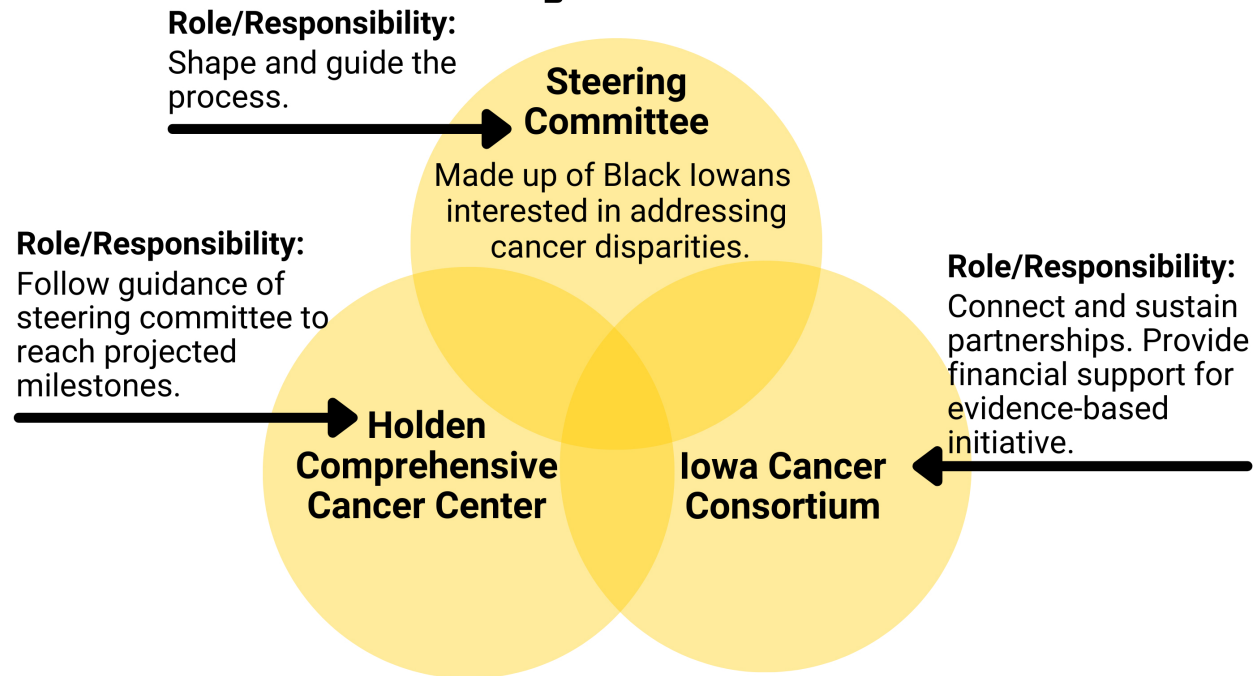 Role/Responsibility:
Shape and guide the
process.
Steering
Committee
Made up of Black Iowans
interested in addressing
cancer disparities.
Role/Responsibility:
Follow guidance of
steering committee to
reach projected
milestones.
Holden
Comprehensive
Cancer Center
Role/Responsibility:
Connect and sustain
partnerships. Provide
financial support for
evidence-based
initiative.
Iowa Cancer
Consortium